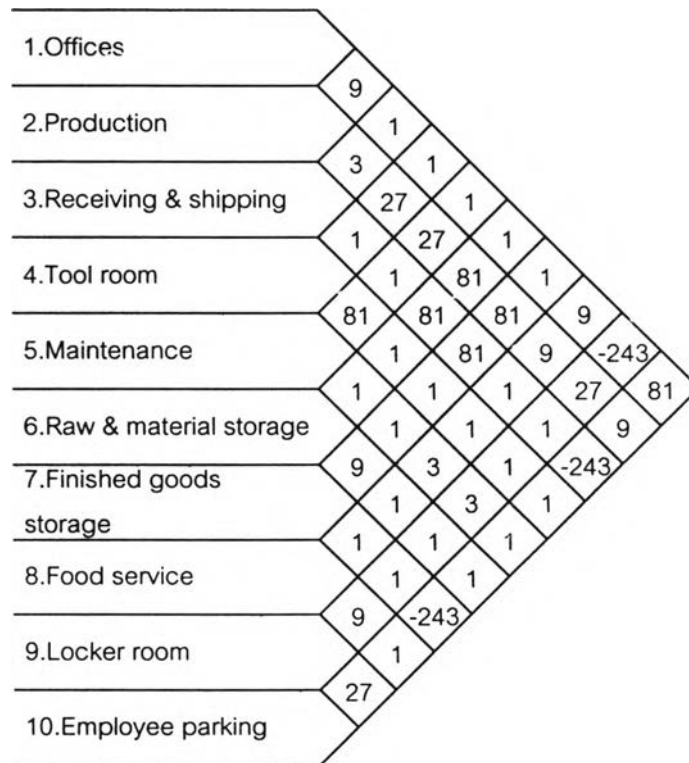 1.Offices
9
2.Production 1
3 1
3.Receiving & shipping 27 1
1 27 1
4.Tool room 1 81 1
81 81 81 9
5.Maintenance 1 81 9 -243
1 1 1 27 81
6.Raw & material storage 1 1 1 9
9 3 1 -243
7.Finished goods
1 3 1
storage
1 1 1
8.Food service 1 1
9 -243
9.Locker room 1
27
10.Employee parking